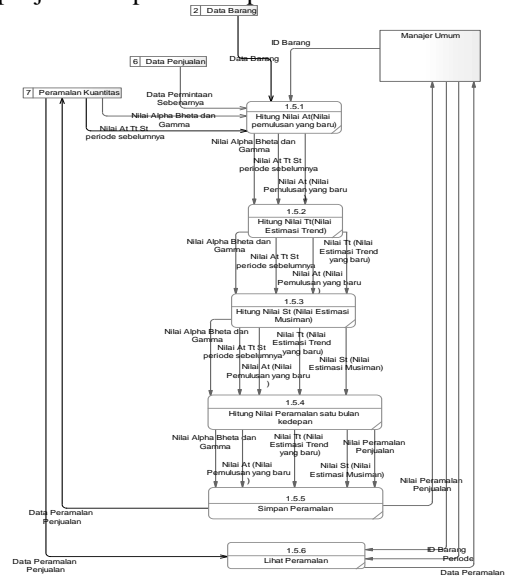 2 Data Barang
ID Barang
Manajer Umum
6 Data Penjualan
Data Barang
7 Peramalan Kuantitas
Data Permintaan
Sebenarnya
Nilai Alpha Bheta dan
Gamma
Nilai At Tt St
periode sebelumnya
1.5.1
Hitung Nilai At(Nilai
pemulusan yang baru)
Nilai Alpha Bheta dan
Gamma
Nilai At Tt St
periode sebelumnya
Nilai At (Nilai
Pemulusan yang baru
)
1.5.2
Hitung Nilai Tt(Nilai
Estimasi Trend)
Nilai Alpha Bheta dan
Gamma
Nilai At Tt St
periode sebelumnya
Nilai At (Nilai
Pemulusan yang baru
)
Nilai Tt (Nilai
Estimasi Trend
yang baru)
1.5.3
Hitung Nilai St (Nilai Estimasi
Musiman)
Nilai Alpha Bheta dan
Gamma
Nilai At Tt St
periode sebelumnya
Nilai At (Nilai
Pemulusan yang baru
)
Nilai Tt (Nilai
Estimasi Trend
yang baru)
Nilai St (Nilai
Estimasi Musiman)
1.5.4
Hitung Nilai Peramalan satu bulan
kedepan
Nilai Alpha Bheta dan
Gamma
Nilai At (Nilai
Pemulusan yang baru
)
Nilai Tt (Nilai
Estimasi Trend
yang baru)
Nilai St (Nilai
Estimasi Musiman)
Nilai Peramalan
Penjualan
Nilai Peramalan
Penjualan
1.5.5
Simpan Peramalan
Data Peramalan
Penjualan
1.5.6
Lihat Peramalan
ID Barang
Periode
Data Peramalan
Penjualan
Data Peramalan